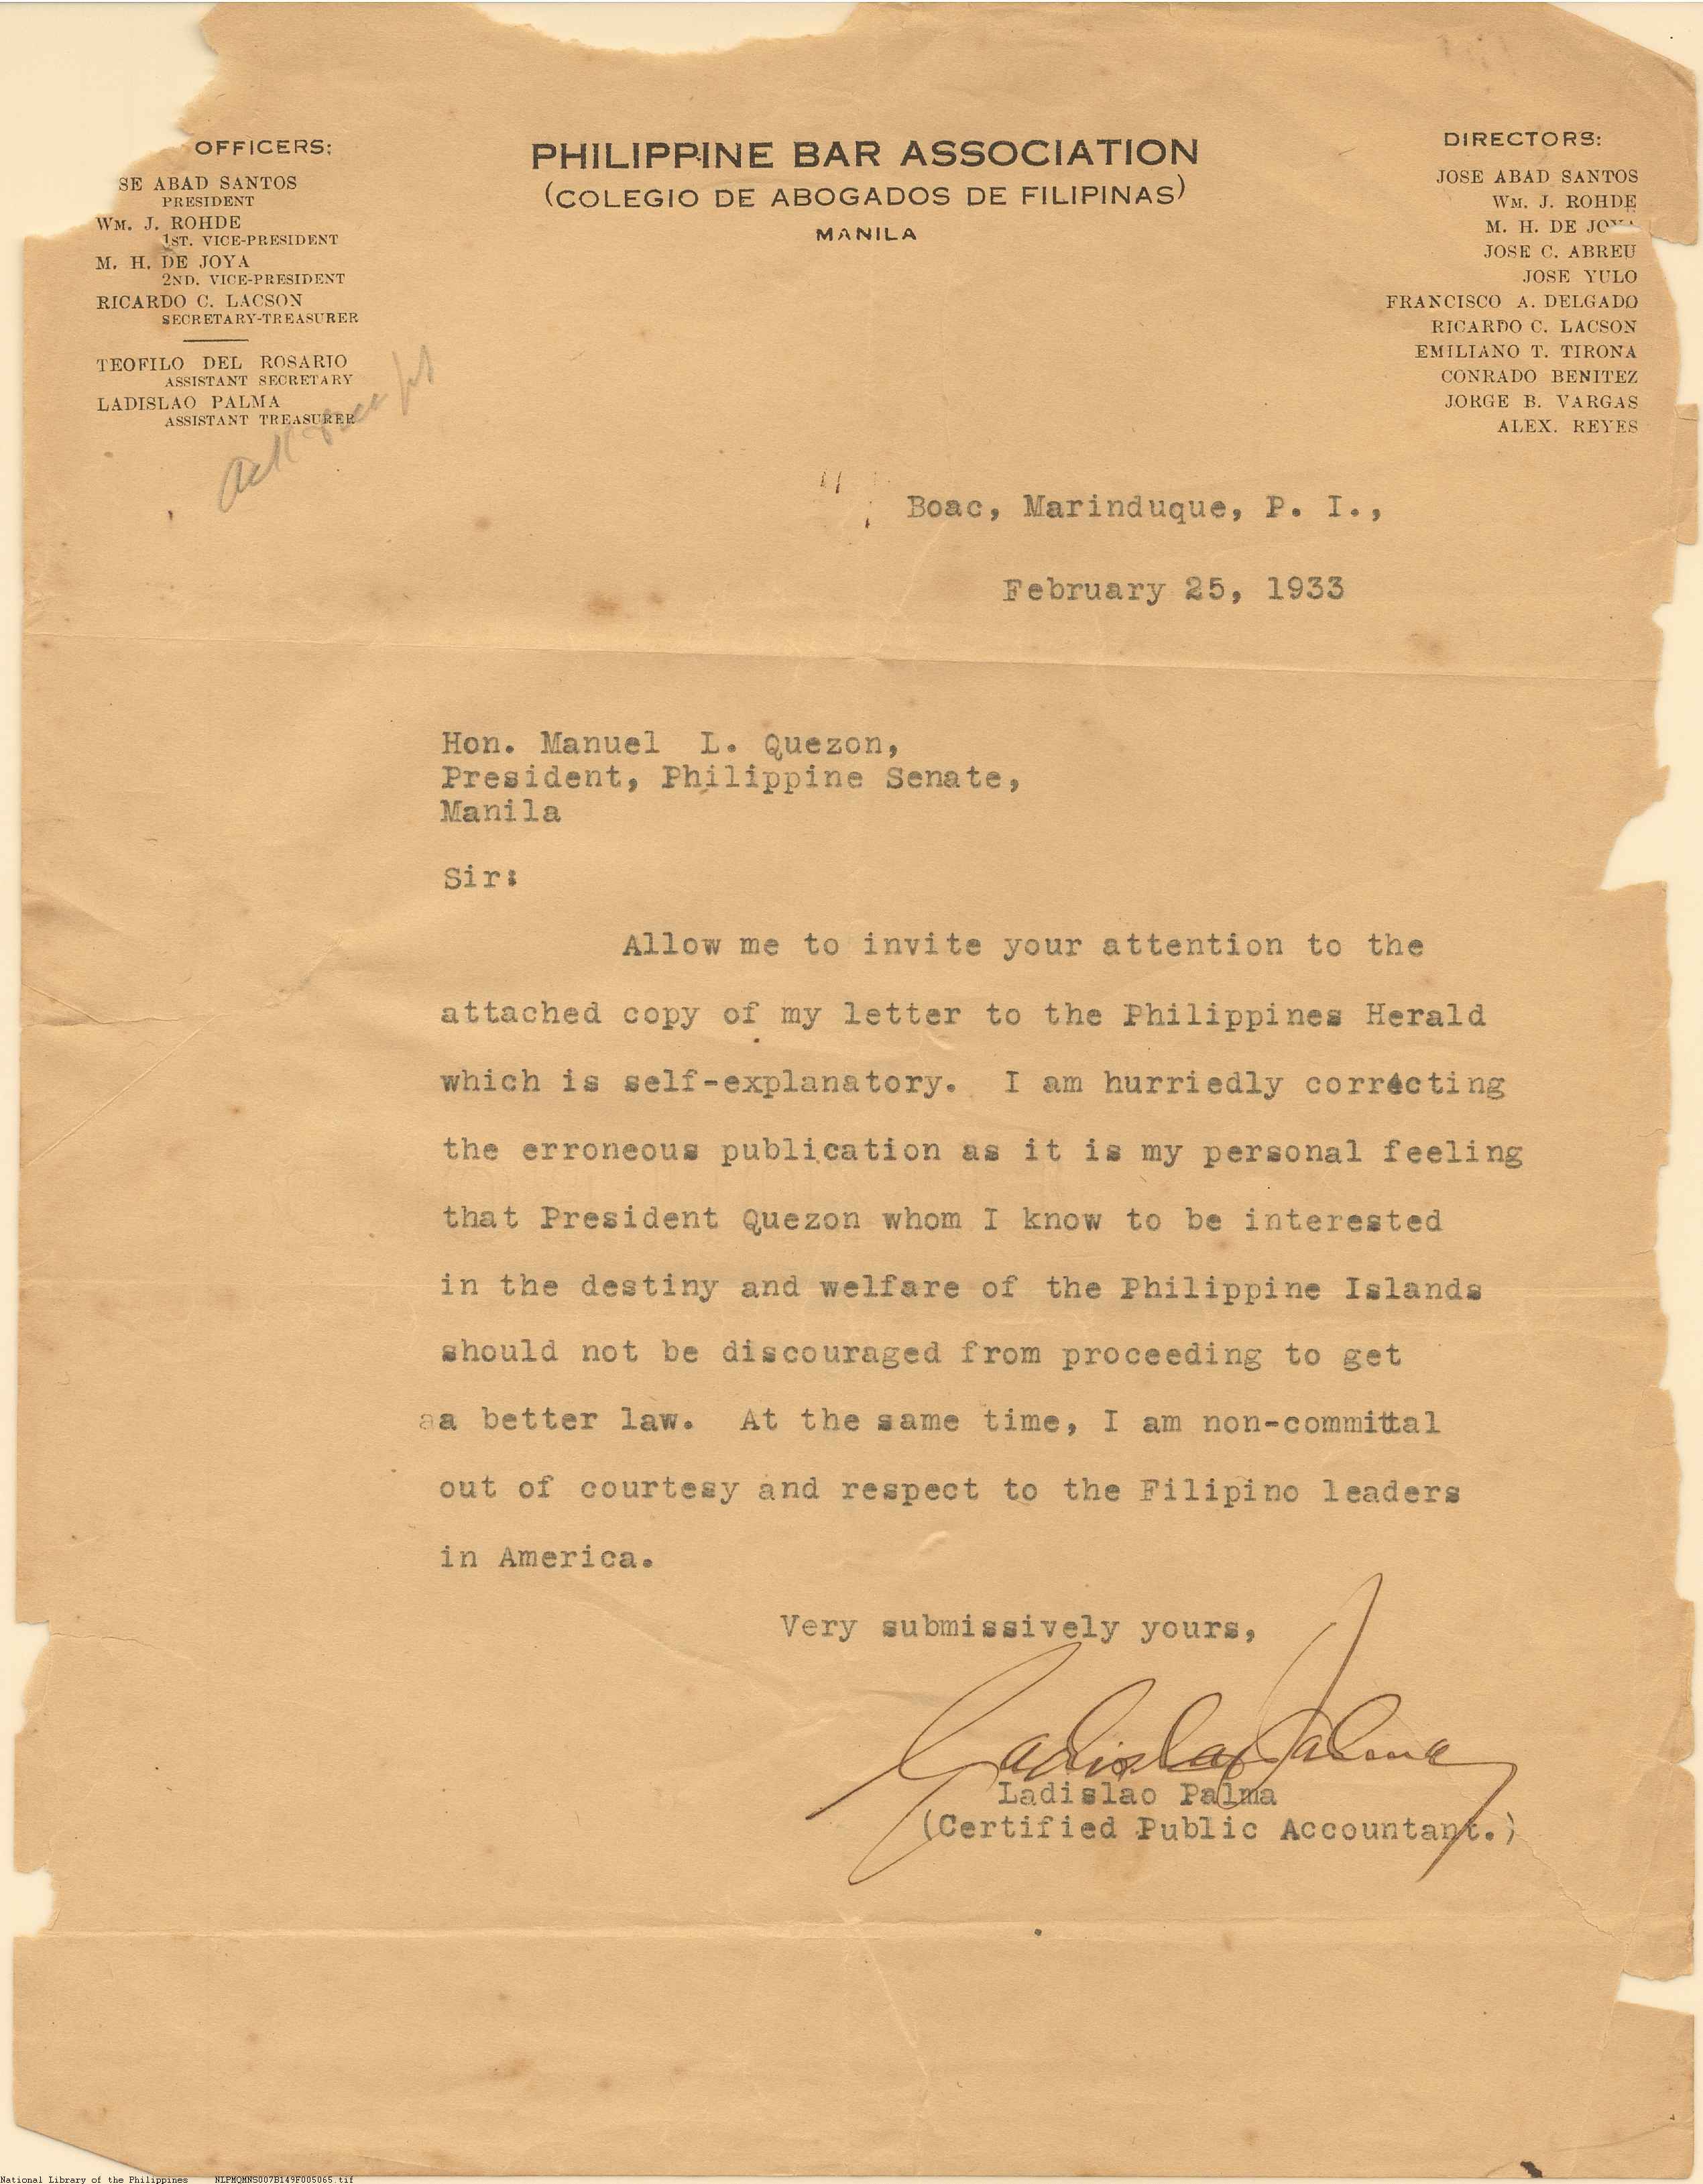 OFFICERS:
SE ABAD SANTOS
PRESIDENT
WM. J. ROHDE
1ST. VICE-PRESIDENT
M. H. DE JOYA
2ND. VICE-PRESIDENT
RICARDO C. LACSON
SECRETARY-TREASURER
TEOFILO DEL ROSARIO
ASSISTANT SECRETARY
LADISLAO PALMA
ASSISTANT TREASURER
PHILIPPINE BAR ASSOCIATION
(COLEGIO DE ABOGADOS DE FILIPINAS)
MANILA
DIRECTORS:
JOSE ABAD SANTOS
WM. J. ROHDE
M. H. DE JOYA
JOSE C. ABREU
JOSE YULO
FRANCISCO A. DELGADO
RICARDO C. LACSON
EMILIANO T. TIRONA
CONRADO BENITEZ
JORGE B. VARGAS
ALEX. REYES
Boac, Marinduque, P. I.,
February 25, 1933
Hon. Manuel L. Quezon,
President, Philippine Senate,
Manila
Sir:
Allow me to invite your attention to the
attached copy of my letter to the Philippines Herald
which is self-explanatory. I am hurriedly correcting
the erroneous publication as it is my personal feeling
that President Quezon whom I know to be interested
in the destiny and welfare of the Philippine Islands
should not be discouraged from proceeding to get
aa better law. At the same time, I am non-committal
out of courtesy and respect to the Filipino leaders
in America.
Very submissively yours,
Ladislao Palma
Ladislao Palma
(Certified Public Accountant.)
National Library of the Philippines NLPMQMNS007B149F005065.tif